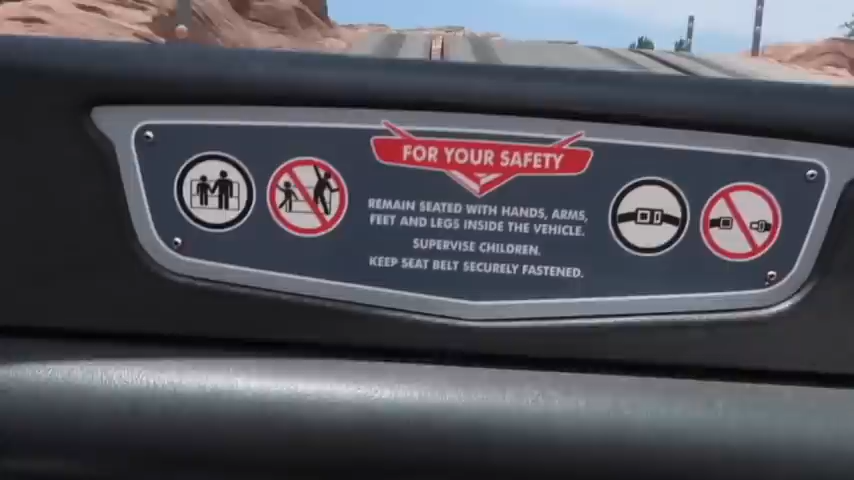 FOR YOUR SAFETY
REMAIN SEATED WITH HANDS, ARMS,
FEET AND LEGS INSIDE THE VEHICLE.
SUPERVISE CHILDREN.
KEEP SEAT BELT SECURELY FASTENED.